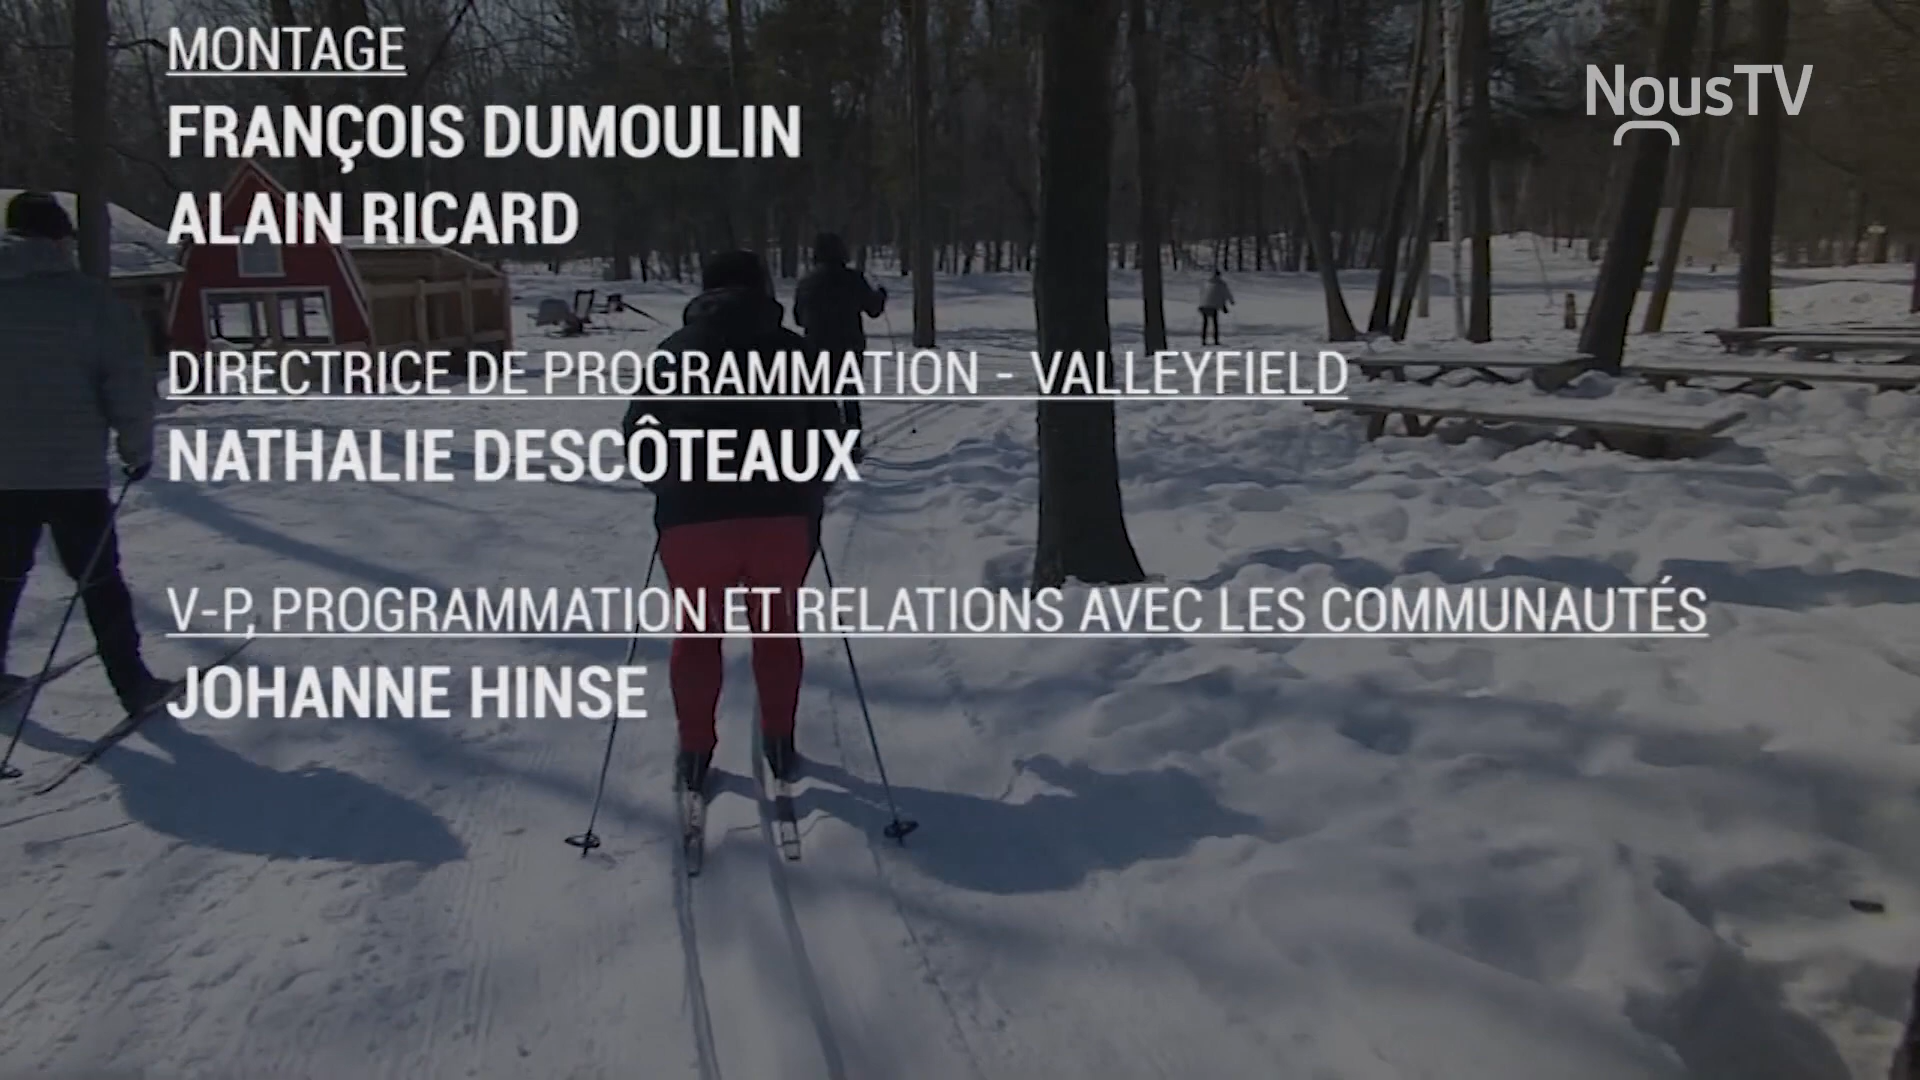 MONTAGE
FRANÇOIS DUMOULIN
ALAIN RICARD
DIRECTRICE DE PROGRAMMATION - VALLEYFIELD
NATHALIE DESCÔTEAUX
V-P, PROGRAMMATION ET RELATIONS AVEC LES COMMUNAUTÉS
JOHANNE HINSE
NousTV